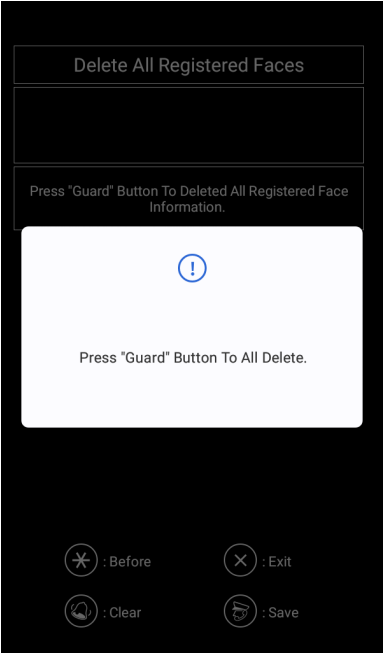 Delete All Registered Faces
Press "Guard" Button To Deleted All Registered Face
Information.
Press "Guard" Button To All Delete.
: Before
: Exit
: Clear
: Save